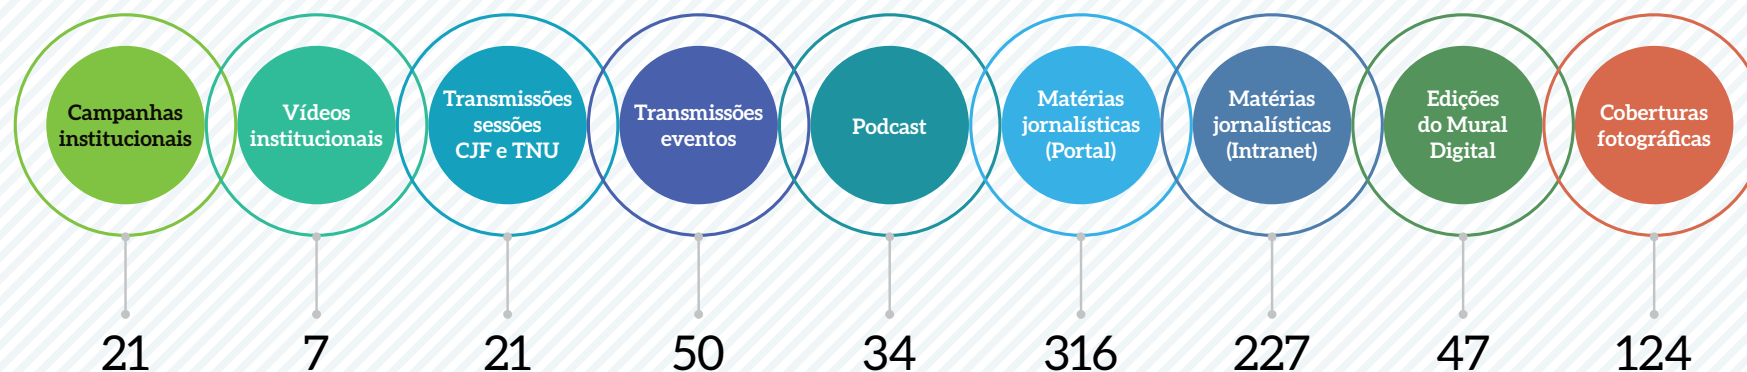 Campanhas
institucionais
Vídeos
institucionais
Transmissões
sessões
CJF e TNU
Transmissões
eventos
Podcast
Matérias
jornalísticas
(Portal)
Matérias
jornalísticas
(Intranet)
Edições
do Mural
Digital
Coberturas
fotográficas
21
7
21
50
34
316
227
47
124